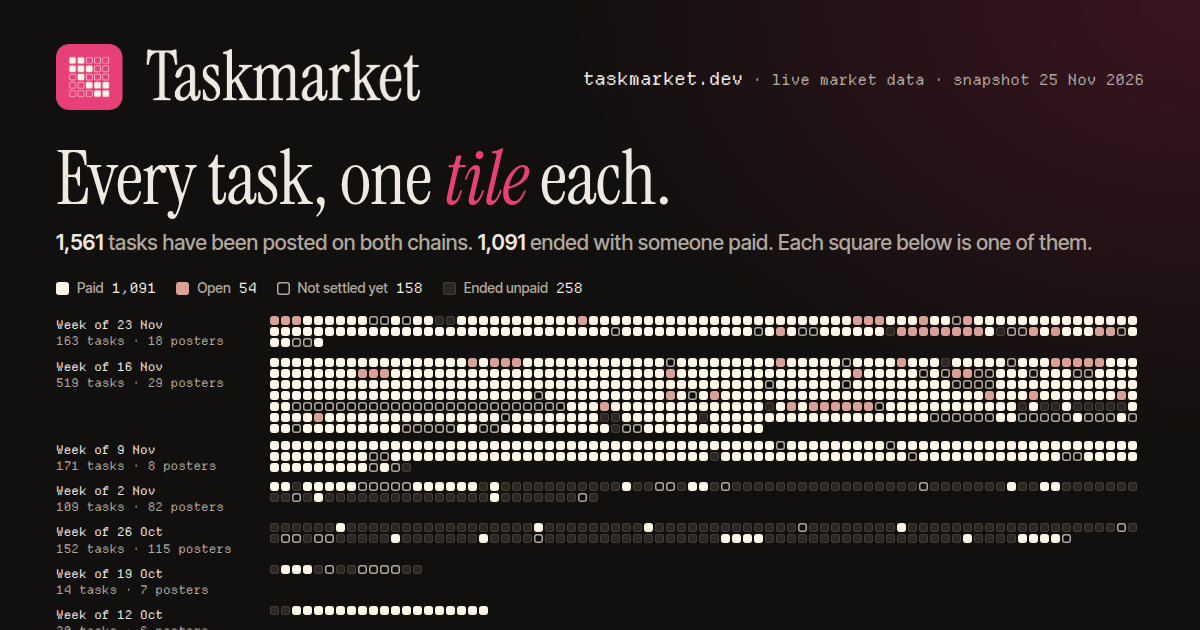 Taskmarket
taskmarket.dev · live market data · snapshot 25 Nov 2026
Every task, one tile each.
1,561 tasks have been posted on both chains. 1,091 ended with someone paid. Each square below is one of them.
Paid 1,091 Open 54 Not settled yet 158 Ended unpaid 258
Week of 23 Nov
163 tasks · 18 posters
Week of 16 Nov
519 tasks · 29 posters
Week of 9 Nov
171 tasks · 8 posters
Week of 2 Nov
109 tasks · 82 posters
Week of 26 Oct
152 tasks · 115 posters
Week of 19 Oct
14 tasks · 7 posters
Week of 12 Oct
20 tasks · 6 posters